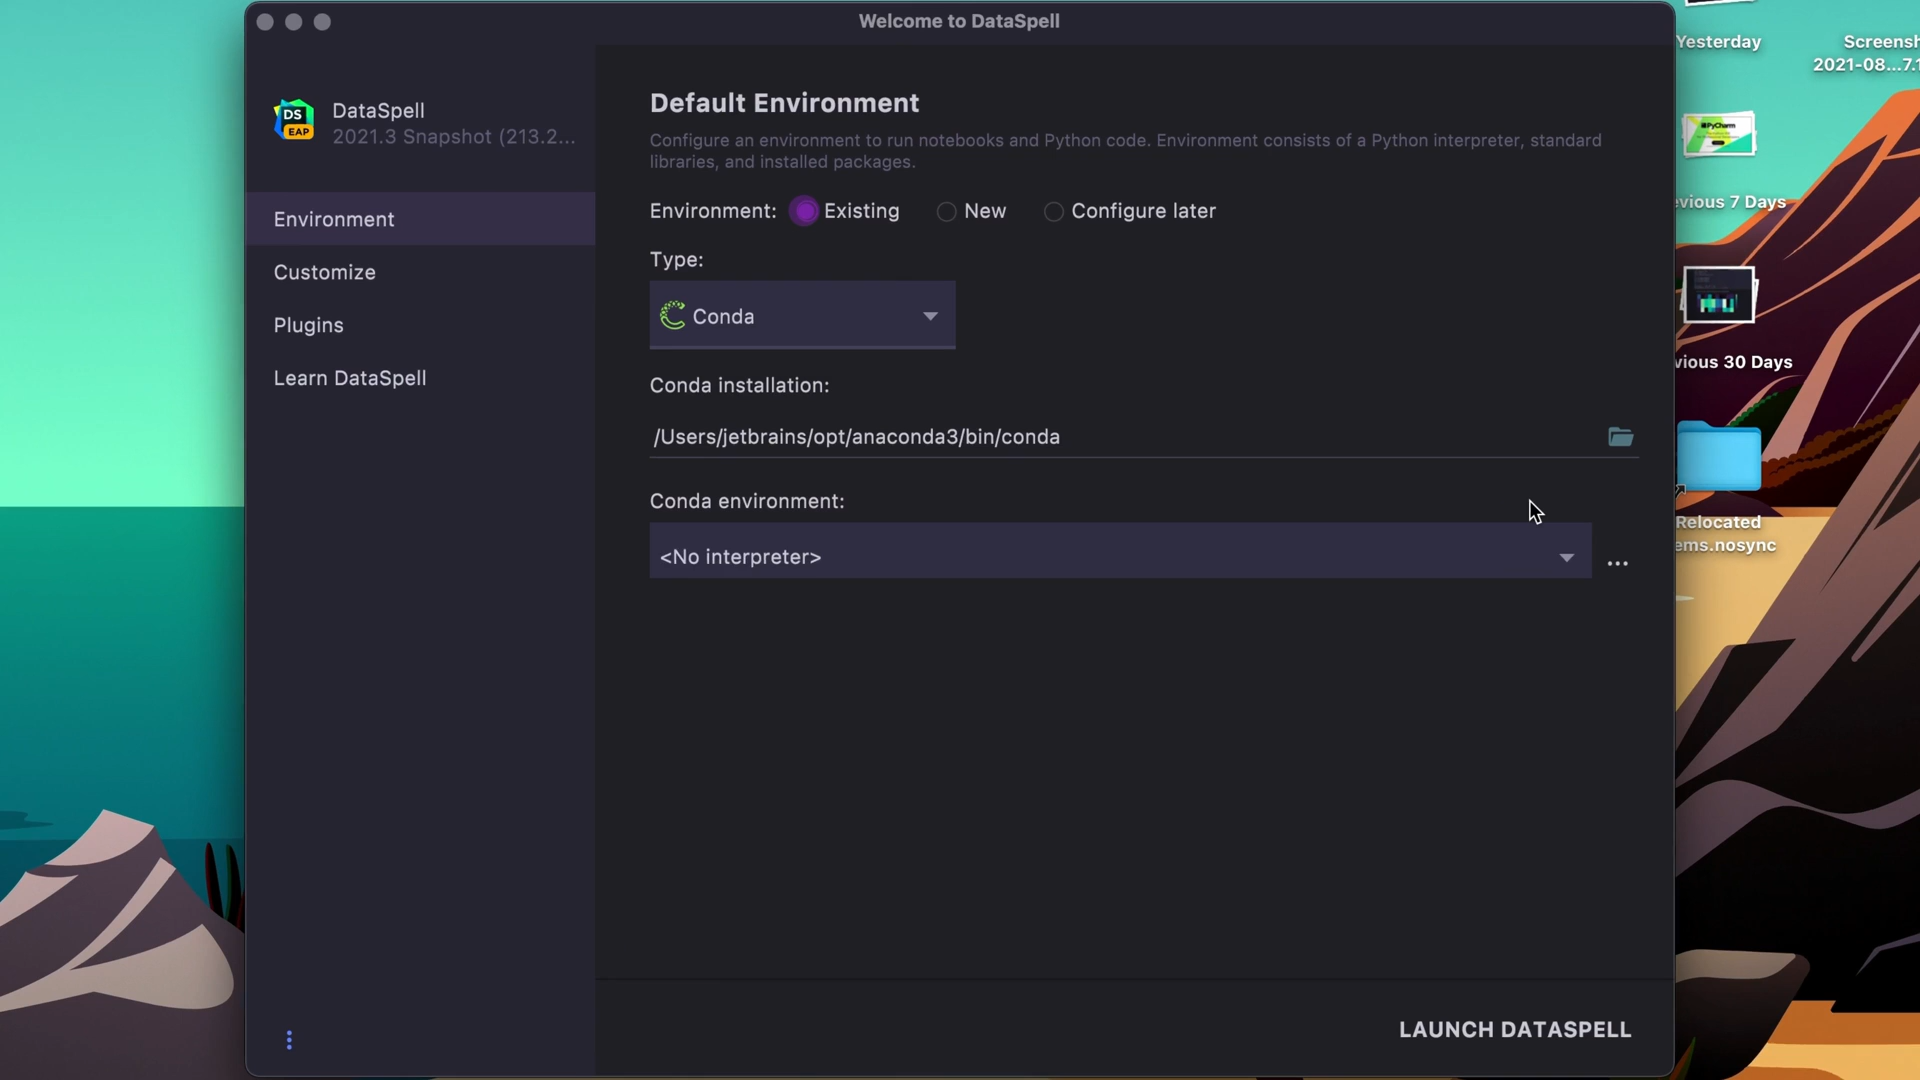 Welcome to DataSpell
DS
EAP
DataSpell
2021.3 Snapshot (213.2...
Environment
Customize
Plugins
Learn DataSpell
Default Environment
Configure an environment to run notebooks and Python code. Environment consists of a Python interpreter, standard
libraries, and installed packages.
Environment: Existing New Configure later
Type:
Conda
Conda installation:
/Users/jetbrains/opt/anaconda3/bin/conda
Conda environment:
<No interpreter>
...
LAUNCH DATASPELL
Yesterday
Screensh
2021-08...7.1
PyCharm
evious 7 Days
vious 30 Days
Relocated
ems.nosync